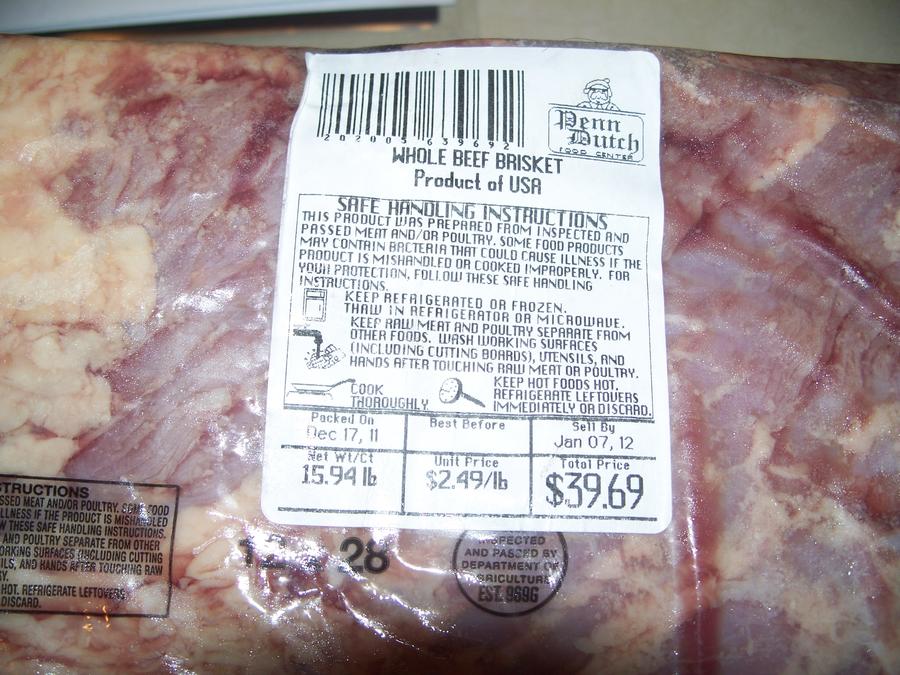 2 02005 63969 2
Penn
Dutch
FOOD CENTER
WHOLE BEEF BRISKET
Product of USA
SAFE HANDLING INSTRUCTIONS
THIS PRODUCT WAS PREPARED FROM INSPECTED AND
PASSED MEAT AND/OR POULTRY. SOME FOOD PRODUCTS
MAY CONTAIN BACTERIA THAT COULD CAUSE ILLNESS IF THE
PRODUCT IS MISHANDLED OR COOKED IMPROPERLY. FOR
YOUR PROTECTION, FOLLOW THESE SAFE HANDLING
INSTRUCTIONS.
KEEP REFRIGERATED OR FROZEN.
THAW IN REFRIGERATOR OR MICROWAVE.
KEEP RAW MEAT AND POULTRY SEPARATE FROM
OTHER FOODS. WASH WORKING SURFACES
(INCLUDING CUTTING BOARDS), UTENSILS, AND
HANDS AFTER TOUCHING RAW MEAT OR POULTRY.
COOK
THOROUGHLY
KEEP HOT FOODS HOT.
REFRIGERATE LEFTOVERS
IMMEDIATELY OR DISCARD.
Packed On
Dec 17, 11
Best Before
Sell By
Jan 07, 12
Net Wt/Ct
15.94 lb
Unit Price
$2.49/lb
Total Price
$39.69
STRUCTIONS
SSED MEAT AND/OR POULTRY. SOME FOOD
LLNESS IF THE PRODUCT IS MISHANDLED
W THESE SAFE HANDLING INSTRUCTIONS.
AND POULTRY SEPARATE FROM OTHER
ORKING SURFACES (INCLUDING CUTTING
ILS, AND HANDS AFTER TOUCHING RAW
Y.
HOT. REFRIGERATE LEFTOVERS
DISCARD.
28
INSPECTED
AND PASSED BY
DEPARTMENT OF
AGRICULTURE
EST. 969G